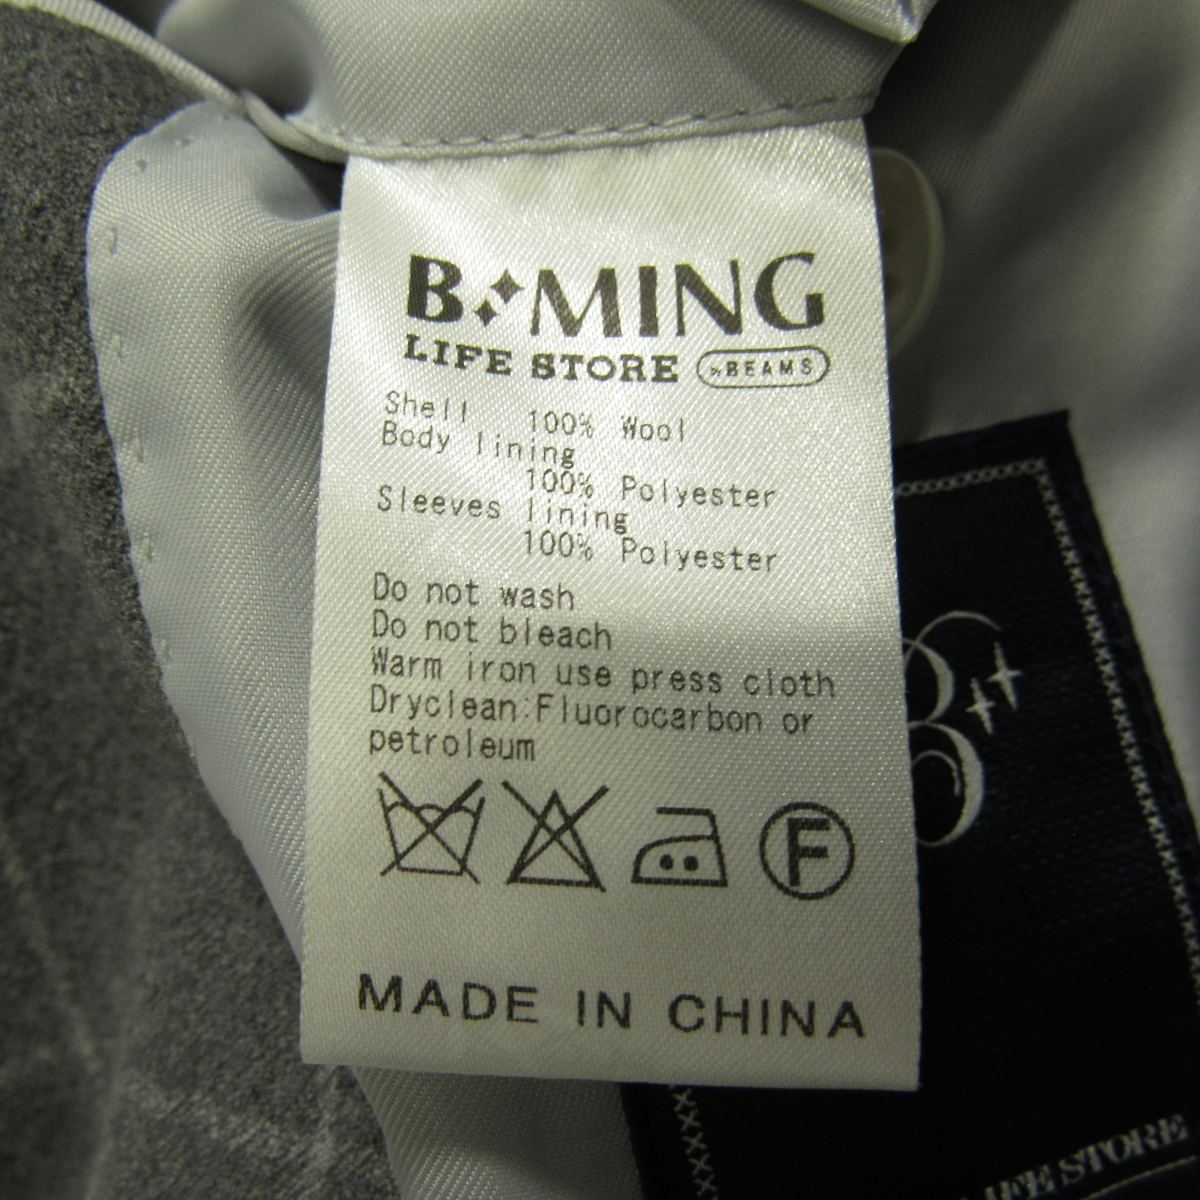 B MING
LIFE STORE by BEAMS
Shell 100% Wool
Body lining
100% Polyester
Sleeves lining
100% Polyester
Do not wash
Do not bleach
Warm iron use press cloth
Dryclean:Fluorocarbon or
petroleum
F
MADE IN CHINA
B
STORE